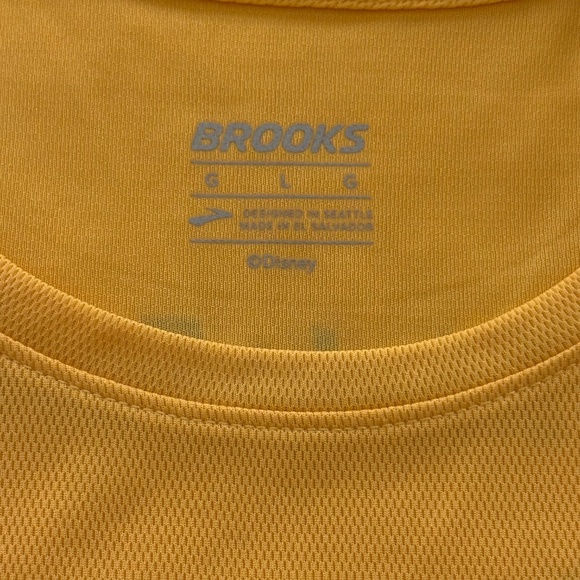 BROOKS
G L G
DESIGNED IN SEATTLE
MADE IN EL SALVADOR
©Disney